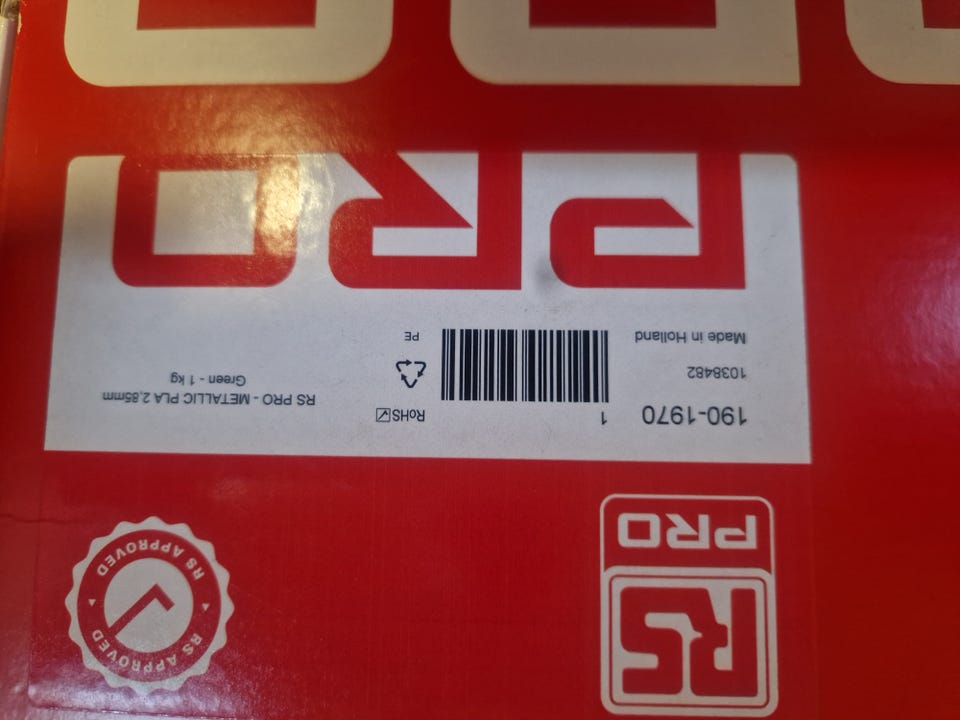 RS
PRO
RS APPROVED
RS APPROVED
190-1970
1
RoHS
RS PRO - METALLIC PLA 2,85mm
Green - 1 kg
1038482
Made in Holland
PE
PRO